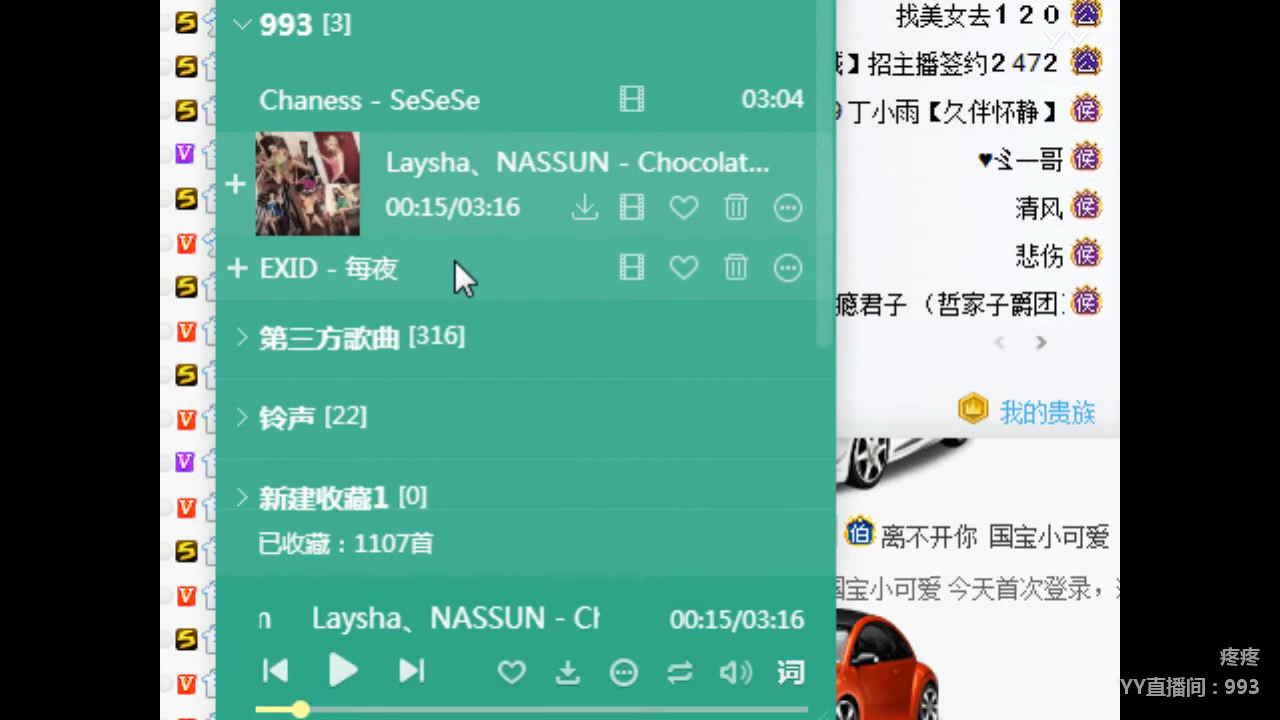 993 [3]
Chaness - SeSeSe
03:04
Laysha、NASSUN - Chocolat...
00:15/03:16
EXID - 每夜
第三方歌曲 [316]
铃声 [22]
新建收藏1 [0]
已收藏：1107首
n
Laysha、NASSUN - Ch
00:15/03:16
词
找美女去1 2 0
】招主播签约2 472
丁小雨【久伴怀静】
一哥
清风
悲伤
瘾君子（哲家子爵团
我的贵族
伯 离不开你 国宝小可爱
国宝小可爱 今天首次登录，
疼疼
YY直播间：993